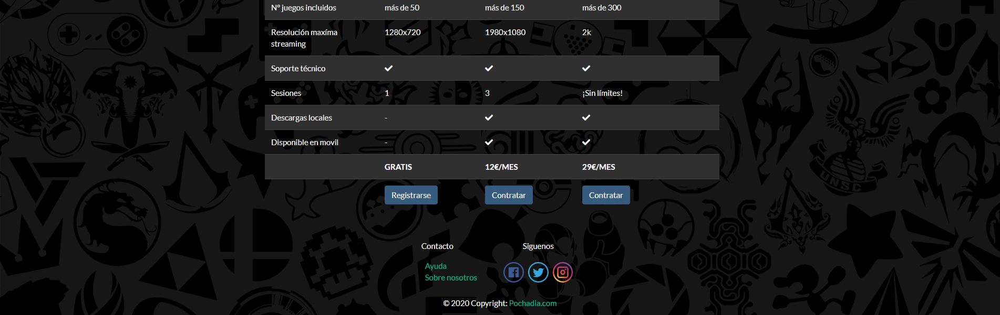 Nº juegos incluidos más de 50 más de 150 más de 300
Resolución maxíma streaming 1280x720 1980x1080 2k
Soporte técnico
Sesiones 1 3 ¡Sin límites!
Descargas locales -
Disponible en movil -
GRATIS 12€/MES 29€/MES
Registrarse Contratar Contratar
Contacto Siguenos
Ayuda
Sobre nosotros
© 2020 Copyright: Pochadia.com
UNSC